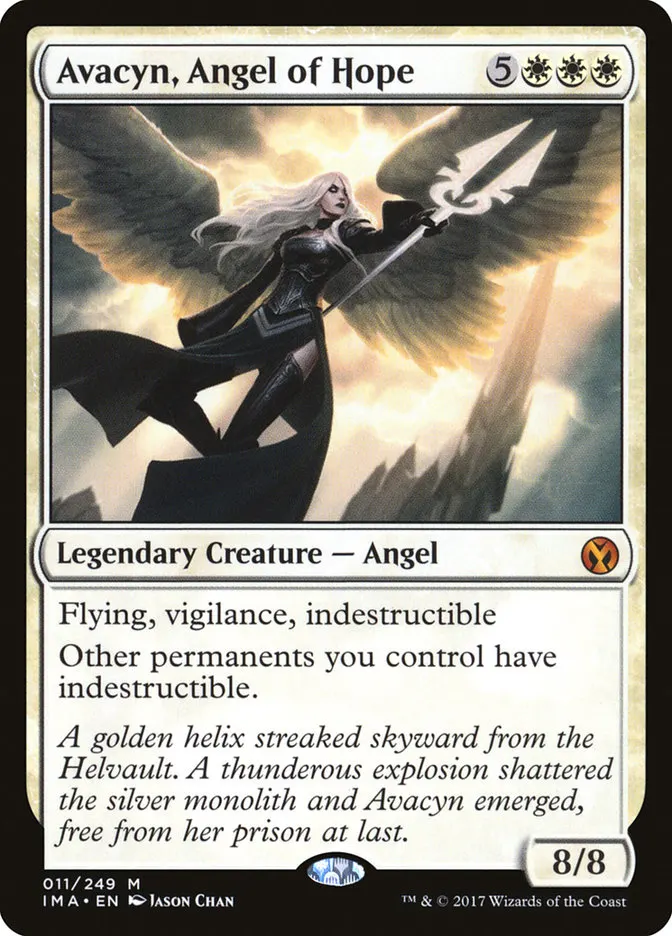 Avacyn, Angel of Hope 5
Legendary Creature — Angel
Flying, vigilance, indestructible
Other permanents you control have
indestructible.
A golden helix streaked skyward from the
Helvault. A thunderous explosion shattered
the silver monolith and Avacyn emerged,
free from her prison at last.
8/8
011/249 M
IMA • EN Jason Chan
™ & © 2017 Wizards of the Coast